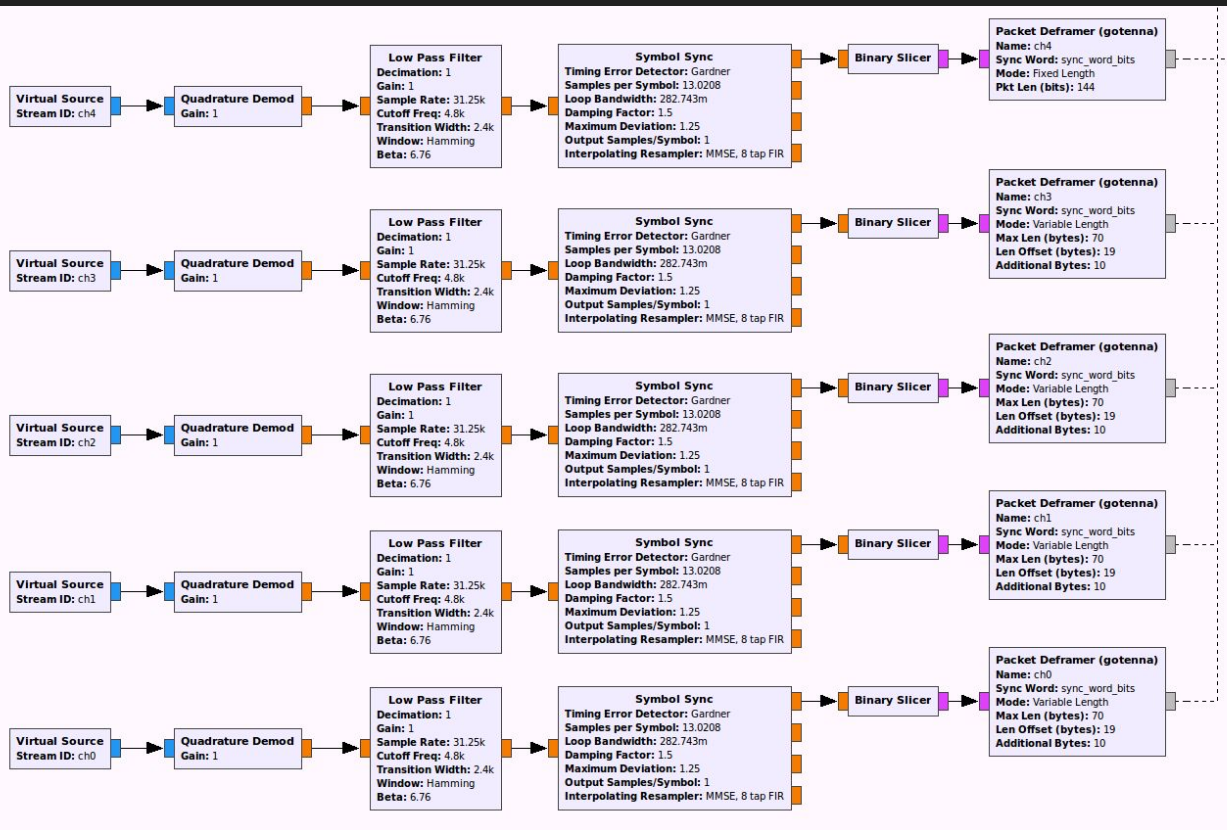 Virtual Source
Stream ID: ch4
Quadrature Demod
Gain: 1
Low Pass Filter
Decimation: 1
Gain: 1
Sample Rate: 31.25k
Cutoff Freq: 4.8k
Transition Width: 2.4k
Window: Hamming
Beta: 6.76
Symbol Sync
Timing Error Detector: Gardner
Samples per Symbol: 13.0208
Loop Bandwidth: 282.743m
Damping Factor: 1.5
Maximum Deviation: 1.25
Output Samples/Symbol: 1
Interpolating Resampler: MMSE, 8 tap FIR
Binary Slicer
Packet Deframer (gotenna)
Name: ch4
Sync Word: sync_word_bits
Mode: Fixed Length
Pkt Len (bits): 144
Virtual Source
Stream ID: ch3
Quadrature Demod
Gain: 1
Low Pass Filter
Decimation: 1
Gain: 1
Sample Rate: 31.25k
Cutoff Freq: 4.8k
Transition Width: 2.4k
Window: Hamming
Beta: 6.76
Symbol Sync
Timing Error Detector: Gardner
Samples per Symbol: 13.0208
Loop Bandwidth: 282.743m
Damping Factor: 1.5
Maximum Deviation: 1.25
Output Samples/Symbol: 1
Interpolating Resampler: MMSE, 8 tap FIR
Binary Slicer
Packet Deframer (gotenna)
Name: ch3
Sync Word: sync_word_bits
Mode: Variable Length
Max Len (bytes): 70
Len Offset (bytes): 19
Additional Bytes: 10
Virtual Source
Stream ID: ch2
Quadrature Demod
Gain: 1
Low Pass Filter
Decimation: 1
Gain: 1
Sample Rate: 31.25k
Cutoff Freq: 4.8k
Transition Width: 2.4k
Window: Hamming
Beta: 6.76
Symbol Sync
Timing Error Detector: Gardner
Samples per Symbol: 13.0208
Loop Bandwidth: 282.743m
Damping Factor: 1.5
Maximum Deviation: 1.25
Output Samples/Symbol: 1
Interpolating Resampler: MMSE, 8 tap FIR
Binary Slicer
Packet Deframer (gotenna)
Name: ch2
Sync Word: sync_word_bits
Mode: Variable Length
Max Len (bytes): 70
Len Offset (bytes): 19
Additional Bytes: 10
Virtual Source
Stream ID: ch1
Quadrature Demod
Gain: 1
Low Pass Filter
Decimation: 1
Gain: 1
Sample Rate: 31.25k
Cutoff Freq: 4.8k
Transition Width: 2.4k
Window: Hamming
Beta: 6.76
Symbol Sync
Timing Error Detector: Gardner
Samples per Symbol: 13.0208
Loop Bandwidth: 282.743m
Damping Factor: 1.5
Maximum Deviation: 1.25
Output Samples/Symbol: 1
Interpolating Resampler: MMSE, 8 tap FIR
Binary Slicer
Packet Deframer (gotenna)
Name: ch1
Sync Word: sync_word_bits
Mode: Variable Length
Max Len (bytes): 70
Len Offset (bytes): 19
Additional Bytes: 10
Virtual Source
Stream ID: ch0
Quadrature Demod
Gain: 1
Low Pass Filter
Decimation: 1
Gain: 1
Sample Rate: 31.25k
Cutoff Freq: 4.8k
Transition Width: 2.4k
Window: Hamming
Beta: 6.76
Symbol Sync
Timing Error Detector: Gardner
Samples per Symbol: 13.0208
Loop Bandwidth: 282.743m
Damping Factor: 1.5
Maximum Deviation: 1.25
Output Samples/Symbol: 1
Interpolating Resampler: MMSE, 8 tap FIR
Binary Slicer
Packet Deframer (gotenna)
Name: ch0
Sync Word: sync_word_bits
Mode: Variable Length
Max Len (bytes): 70
Len Offset (bytes): 19
Additional Bytes: 10